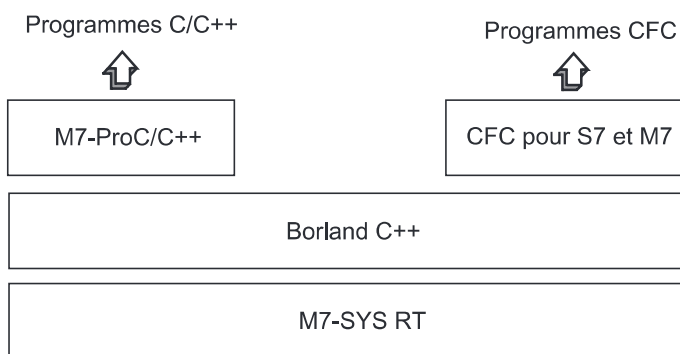 Programmes C/C++
Programmes CFC
M7-ProC/C++
CFC pour S7 et M7
Borland C++
M7-SYS RT